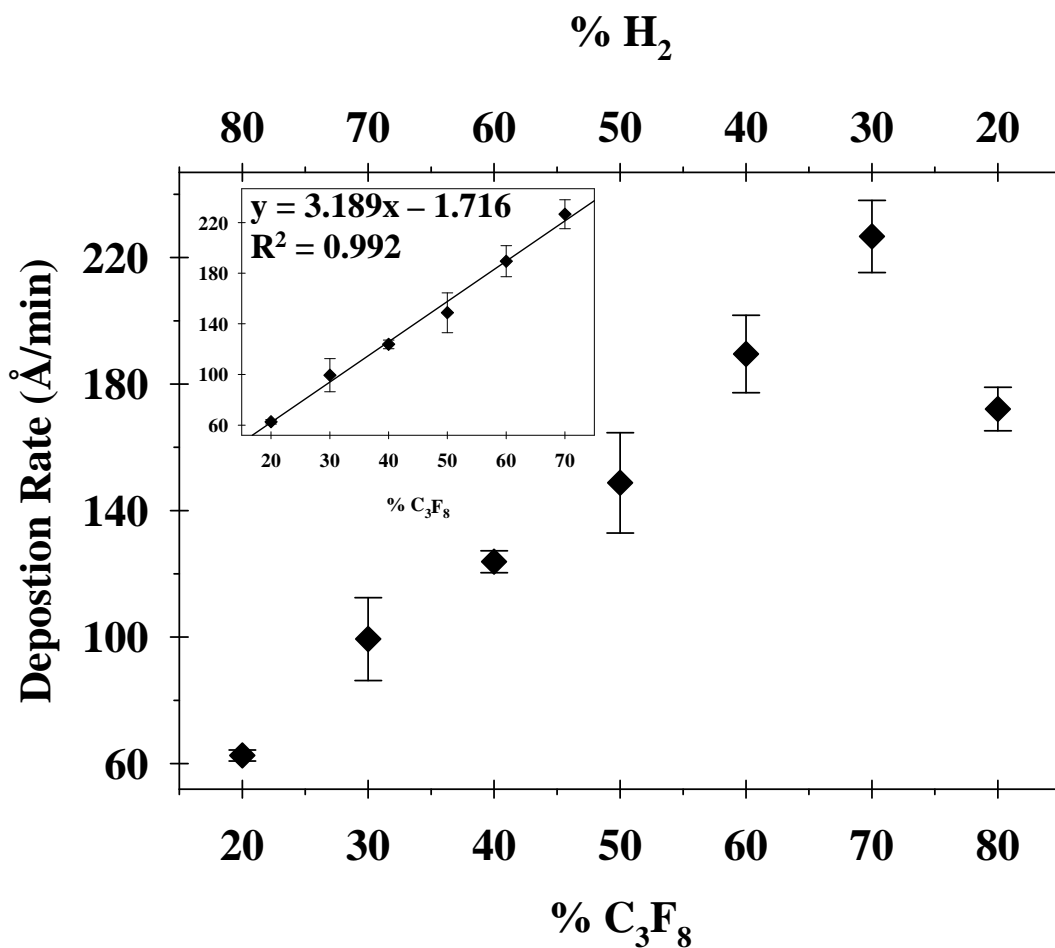 % H₂
80 70 60 50 40 30 20
y = 3.189x – 1.716
R² = 0.992
220
180
140
100
60
20 30 40 50 60 70
% C₃F₈
Depostion Rate (Å/min)
220
180
140
100
60
20 30 40 50 60 70 80
% C₃F₈